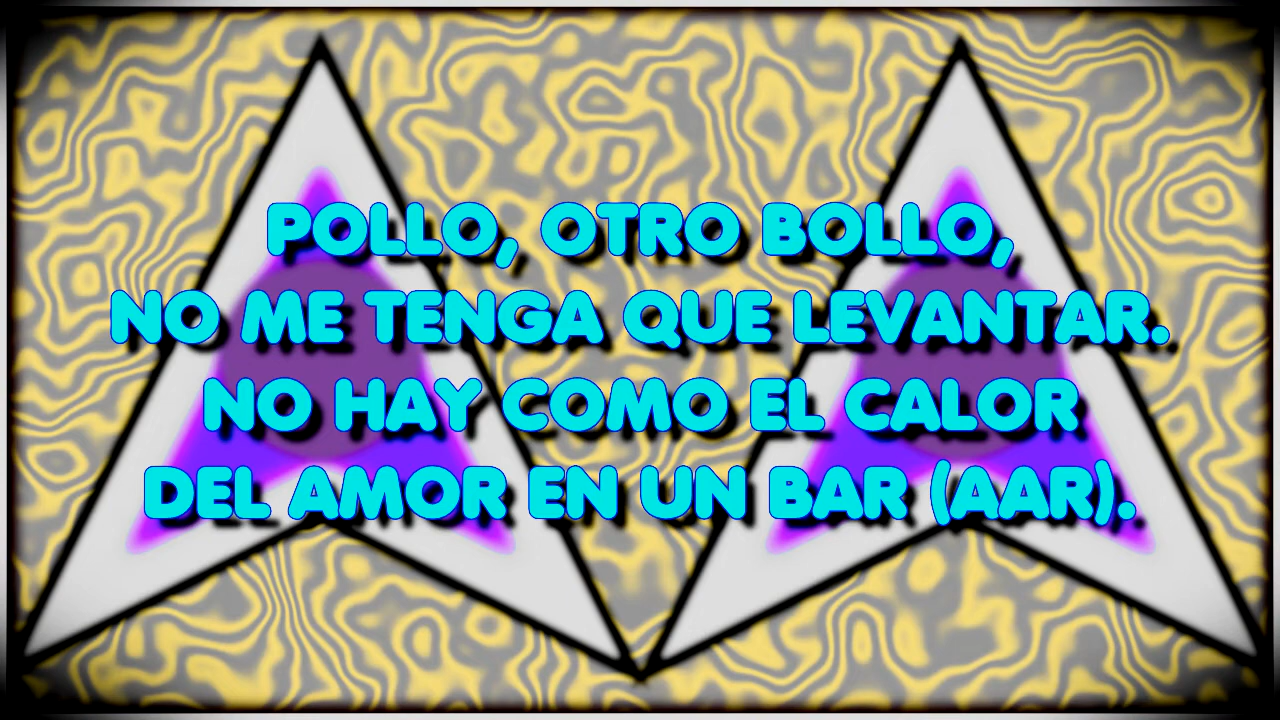 POLLO, OTRO BOLLO,
NO ME TENGA QUE LEVANTAR.
NO HAY COMO EL CALOR
DEL AMOR EN UN BAR (AAR).